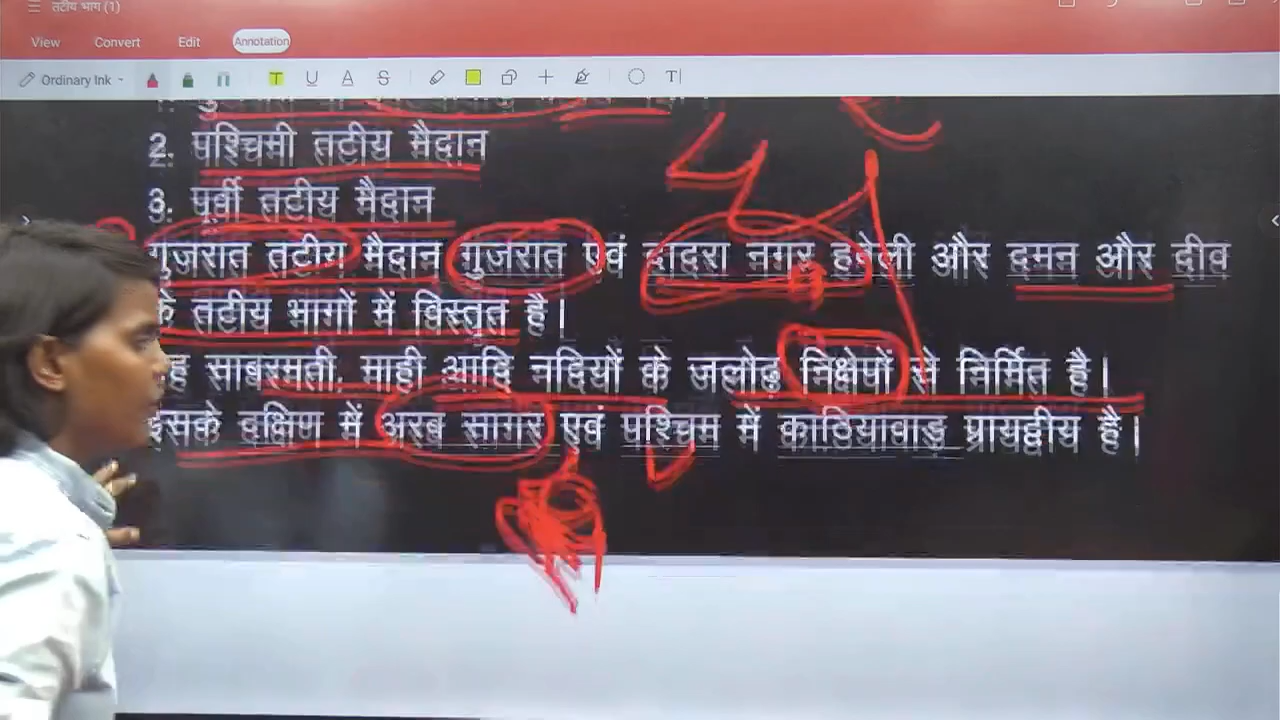 तटीय भाग (1)
View Convert Edit Annotation
Ordinary Ink T U A S T
2. पश्चिमी तटीय मैदान
3. पूर्वी तटीय मैदान
गुजरात तटीय मैदान गुजरात एवं दादरा नगर हवेली और दमन और दीव
के तटीय भागों में विस्तृत है।
साबरमती, माही आदि नदियों के जलोढ़ निक्षेपों से निर्मित है।
इसके दक्षिण में अरब सागर एवं पश्चिम में काठियावाड़ प्रायद्वीय है।